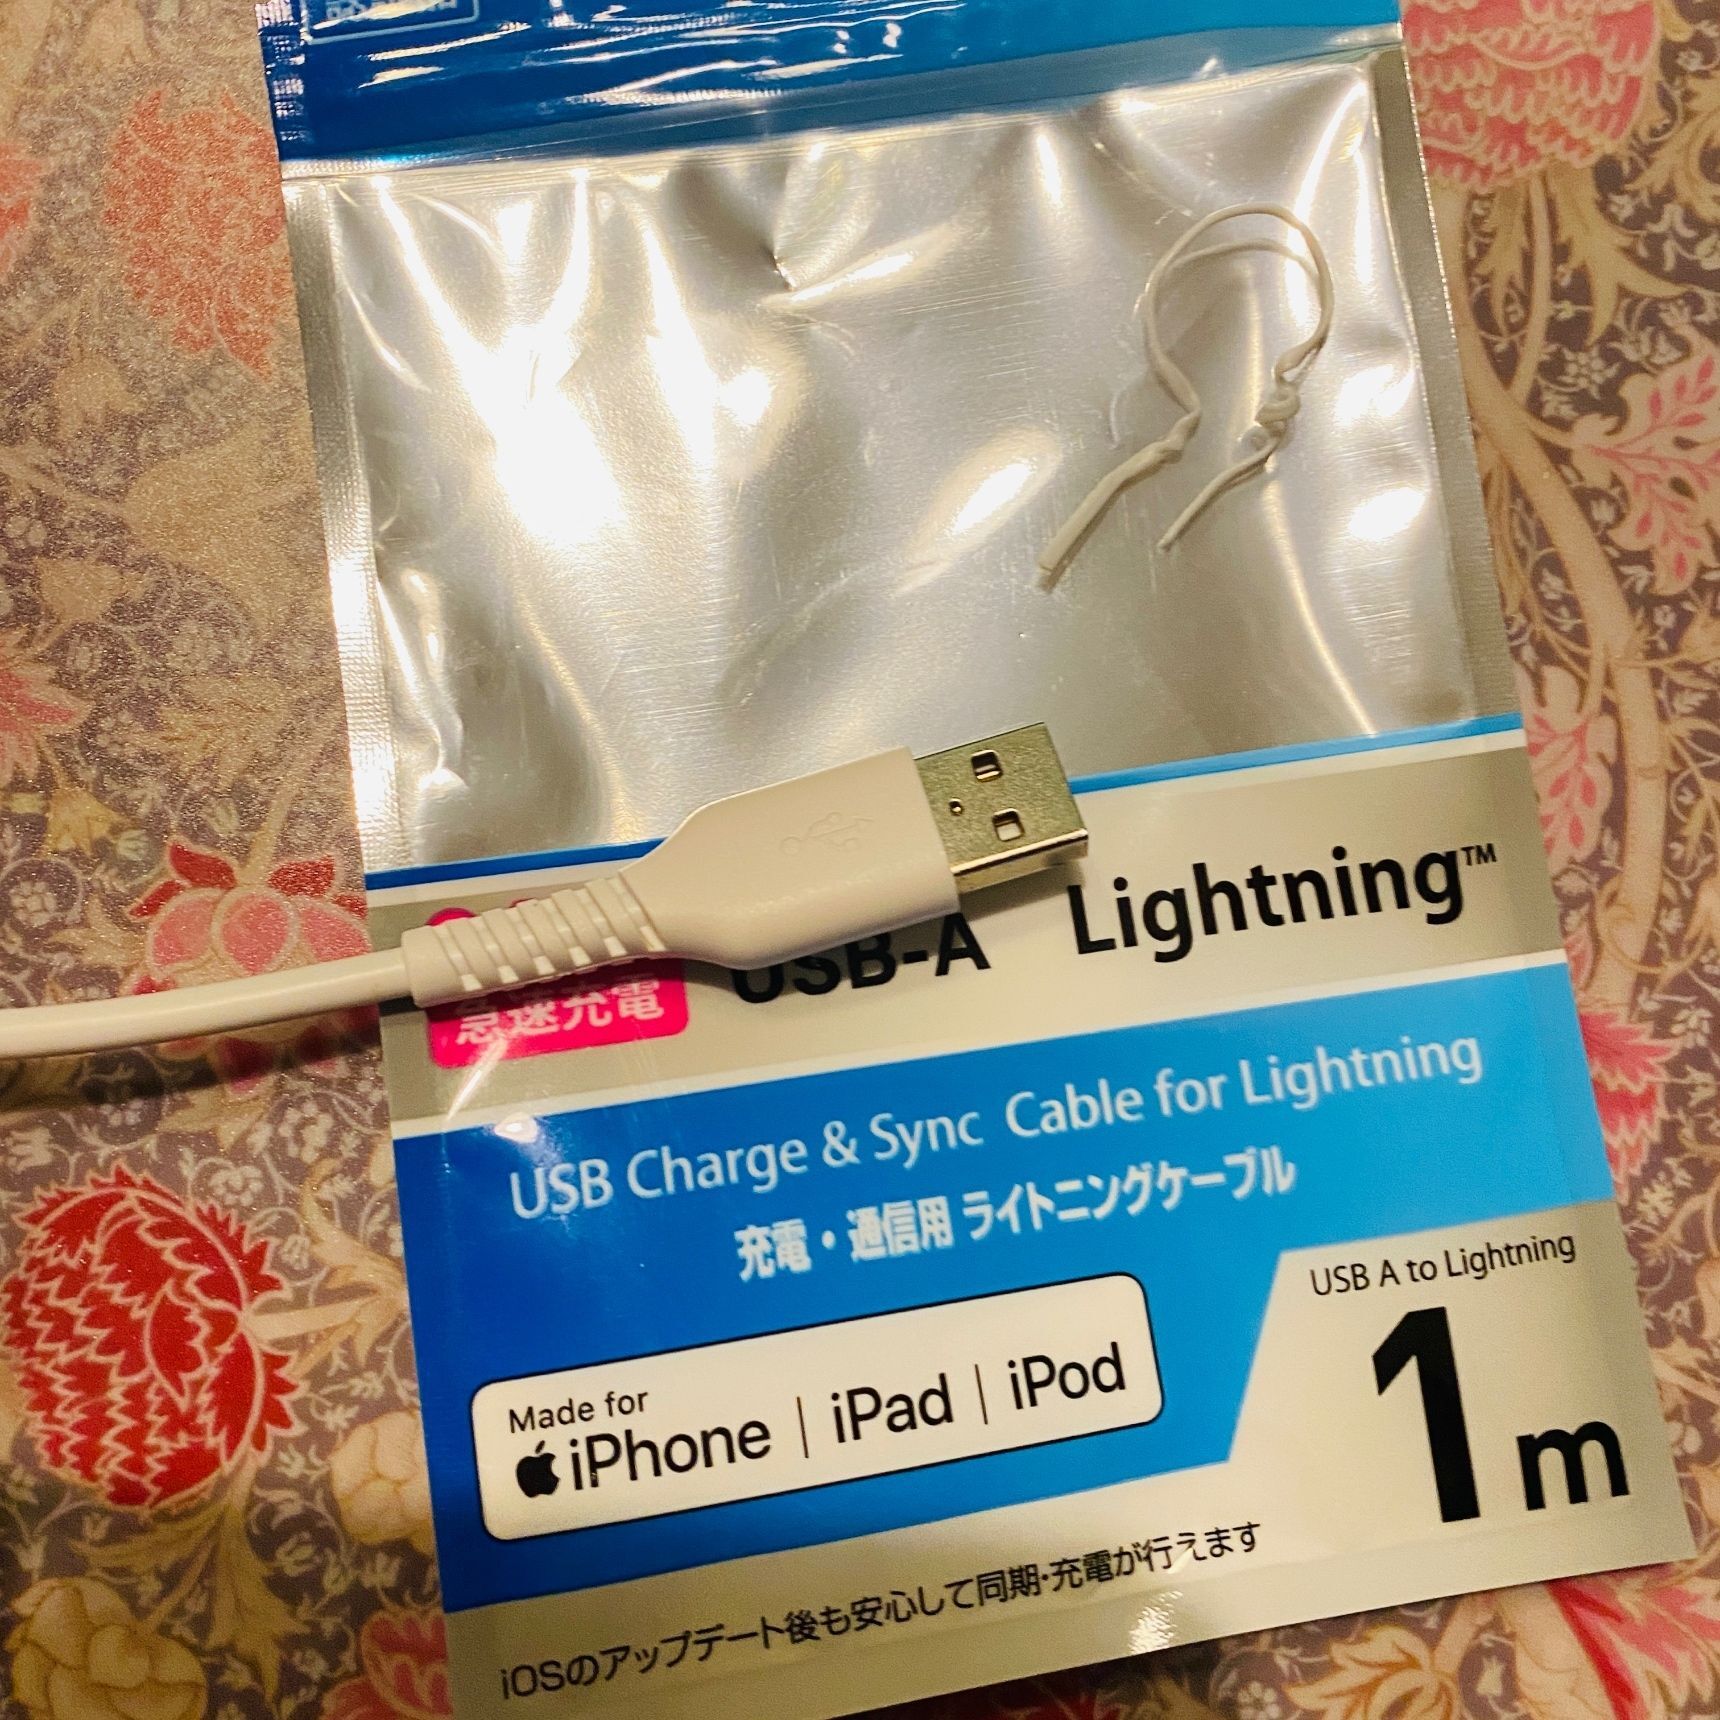 急速充電
USB-A Lightning™
USB Charge & Sync Cable for Lightning
充電・通信用 ライトニングケーブル
USB A to Lightning
1m
Made for
iPhone | iPad | iPod
iOSのアップデート後も安心して同期・充電が行えます